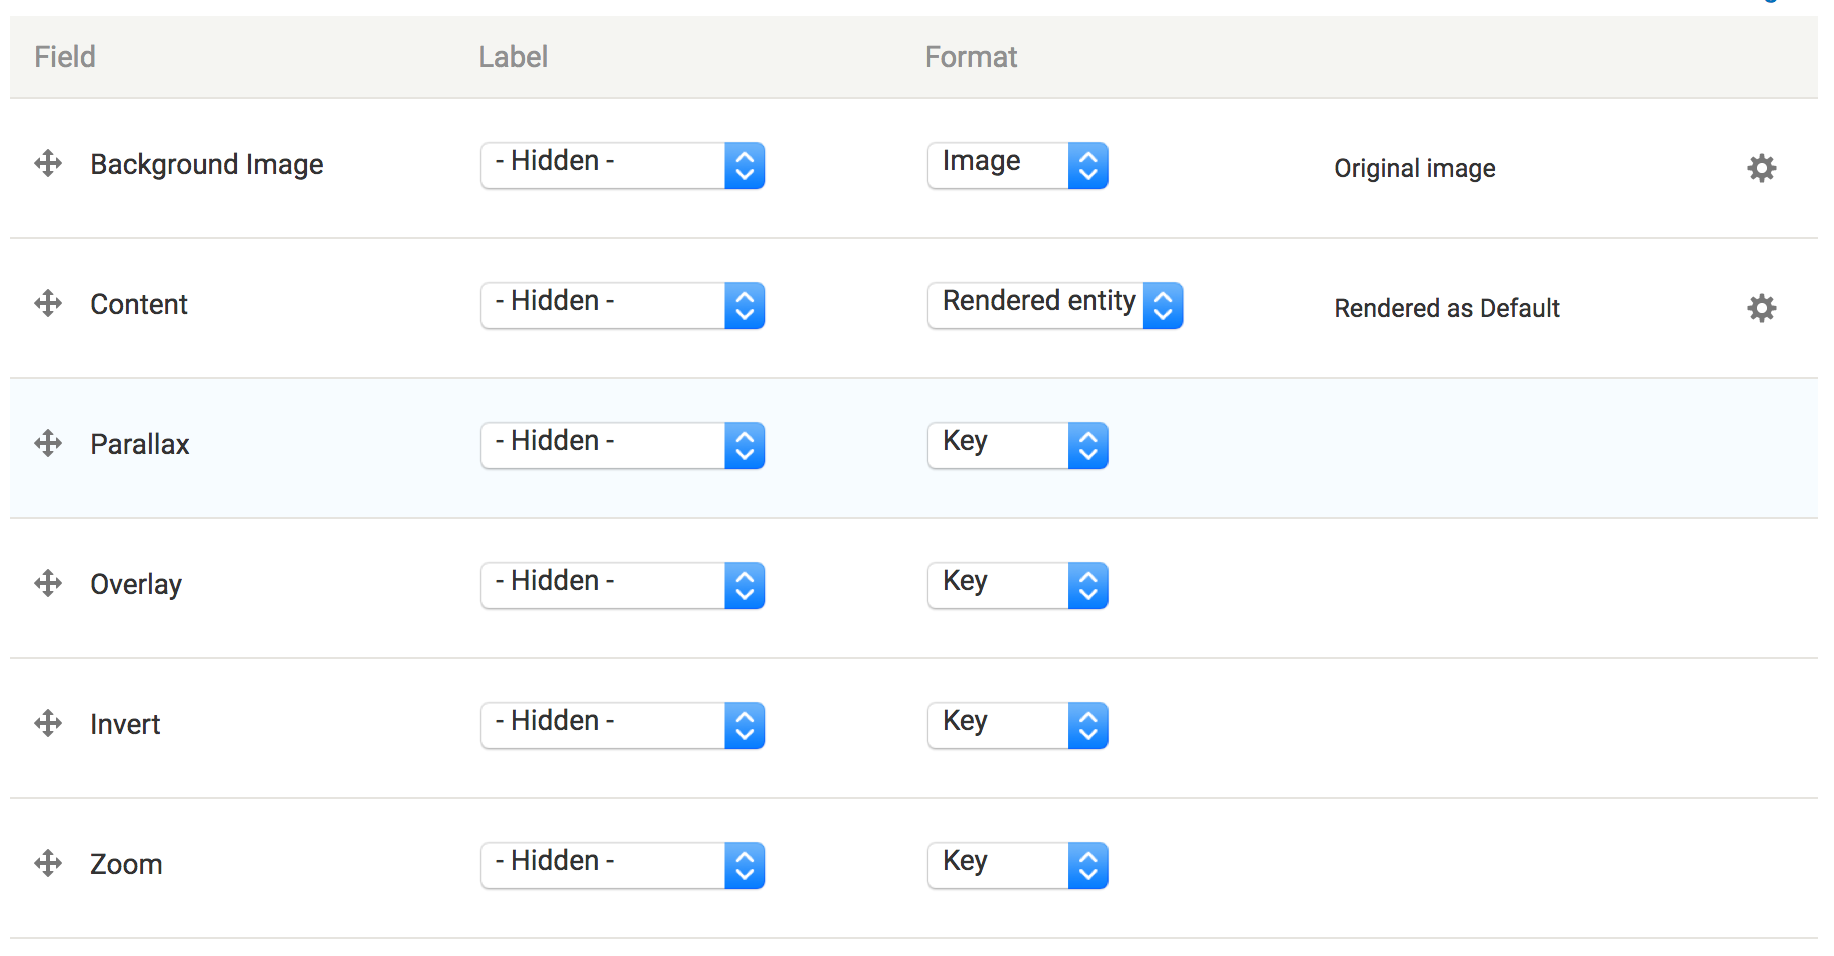 Field Label Format
Background Image - Hidden - Image Original image
Content - Hidden - Rendered entity Rendered as Default
Parallax - Hidden - Key
Overlay - Hidden - Key
Invert - Hidden - Key
Zoom - Hidden - Key